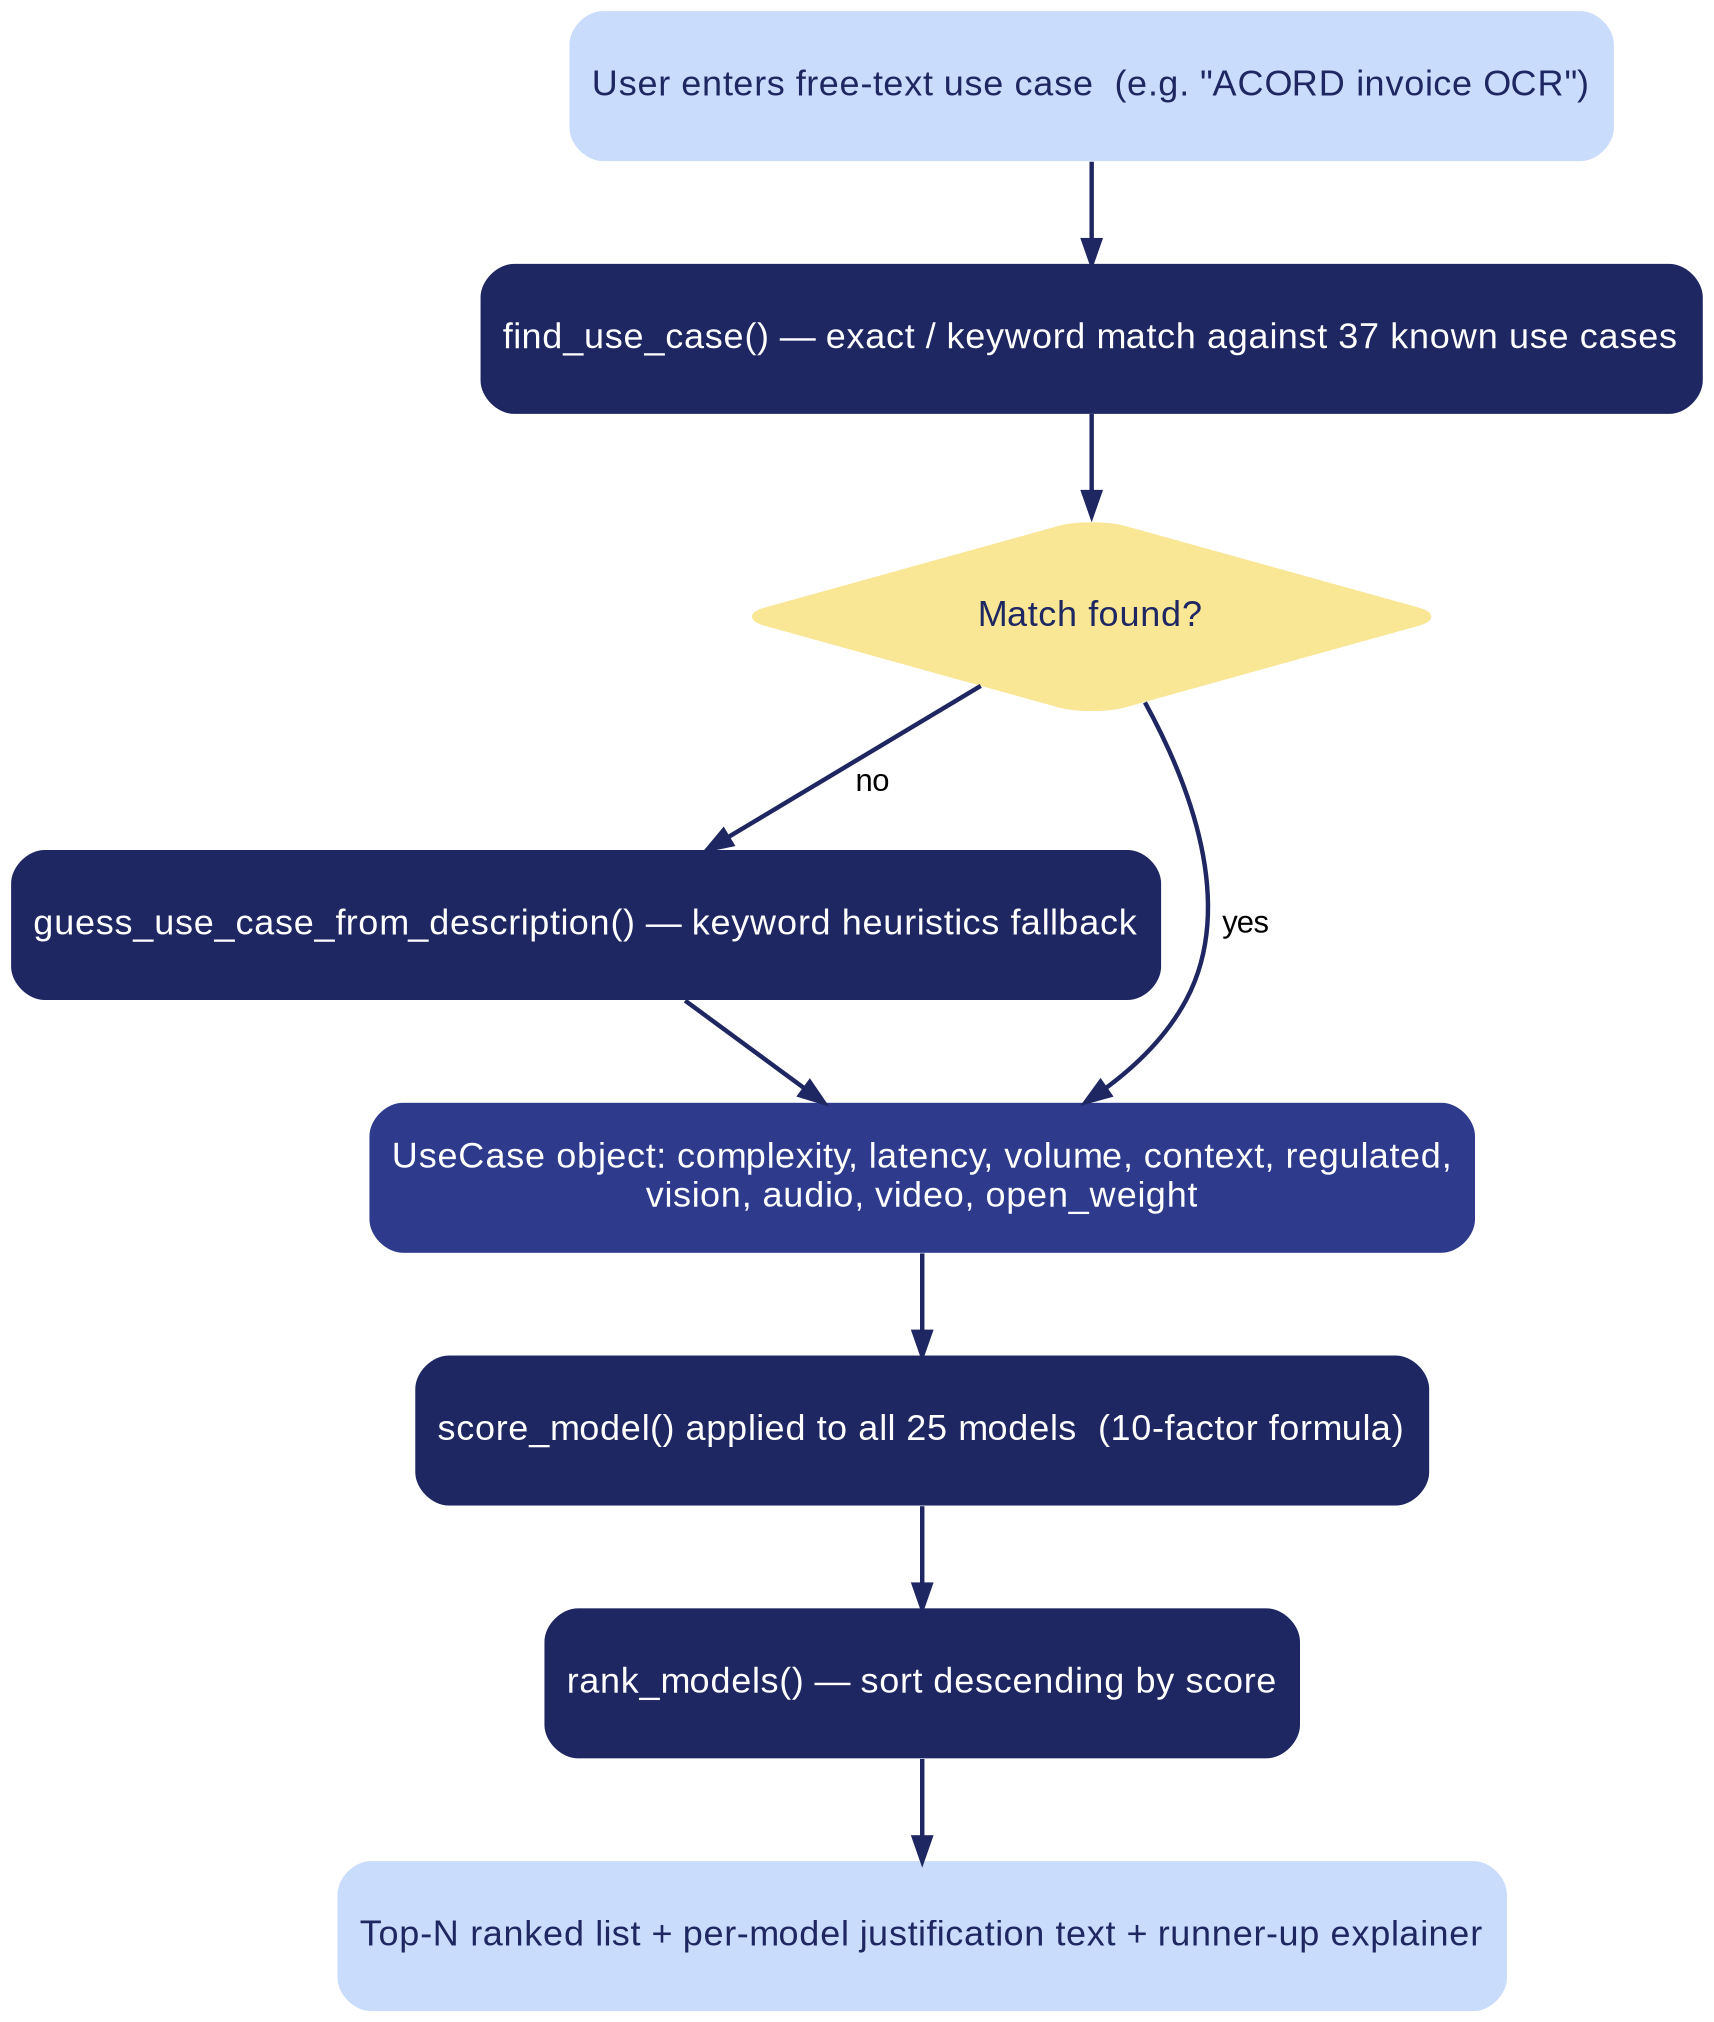 User enters free-text use case  (e.g. "ACORD invoice OCR")
find_use_case() — exact / keyword match against 37 known use cases
Match found?
no
guess_use_case_from_description() — keyword heuristics fallback
yes
UseCase object: complexity, latency, volume, context, regulated,
vision, audio, video, open_weight
score_model() applied to all 25 models  (10-factor formula)
rank_models() — sort descending by score
Top-N ranked list + per-model justification text + runner-up explainer